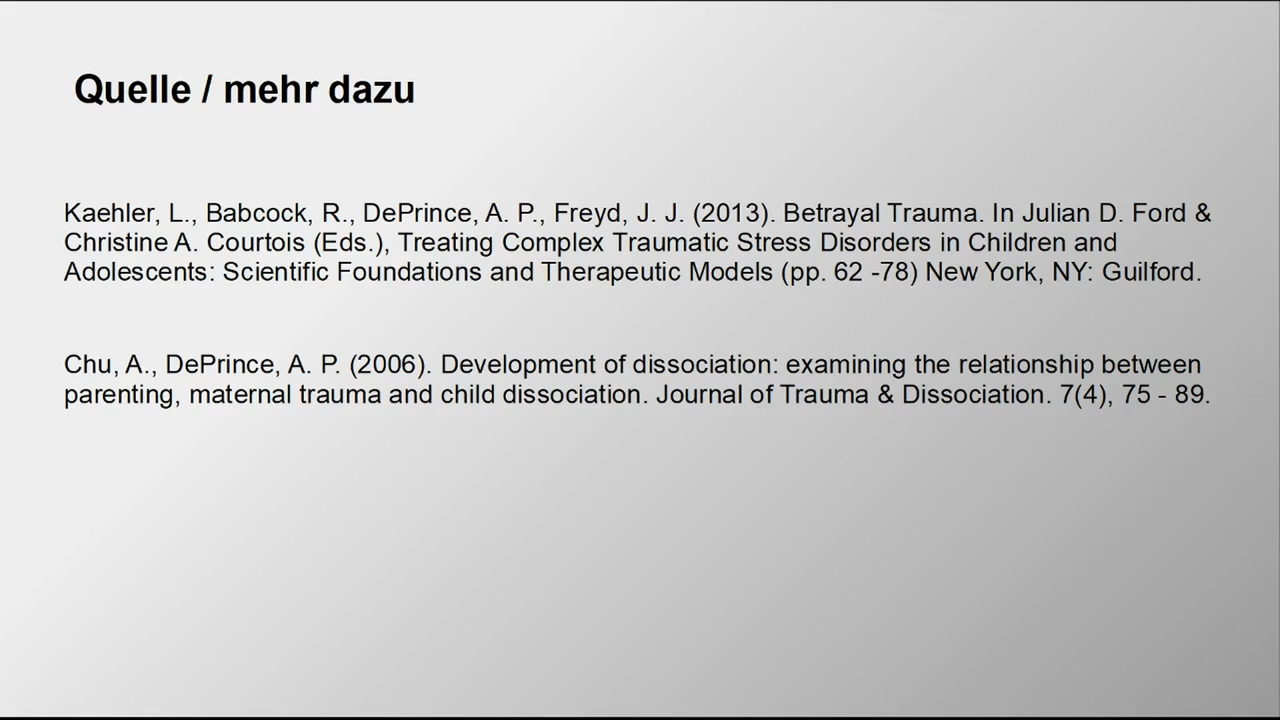 Quelle / mehr dazu
Kaehler, L., Babcock, R., DePrince, A. P., Freyd, J. J. (2013). Betrayal Trauma. In Julian D. Ford &
Christine A. Courtois (Eds.), Treating Complex Traumatic Stress Disorders in Children and
Adolescents: Scientific Foundations and Therapeutic Models (pp. 62 -78) New York, NY: Guilford.
Chu, A., DePrince, A. P. (2006). Development of dissociation: examining the relationship between
parenting, maternal trauma and child dissociation. Journal of Trauma & Dissociation. 7(4), 75 - 89.